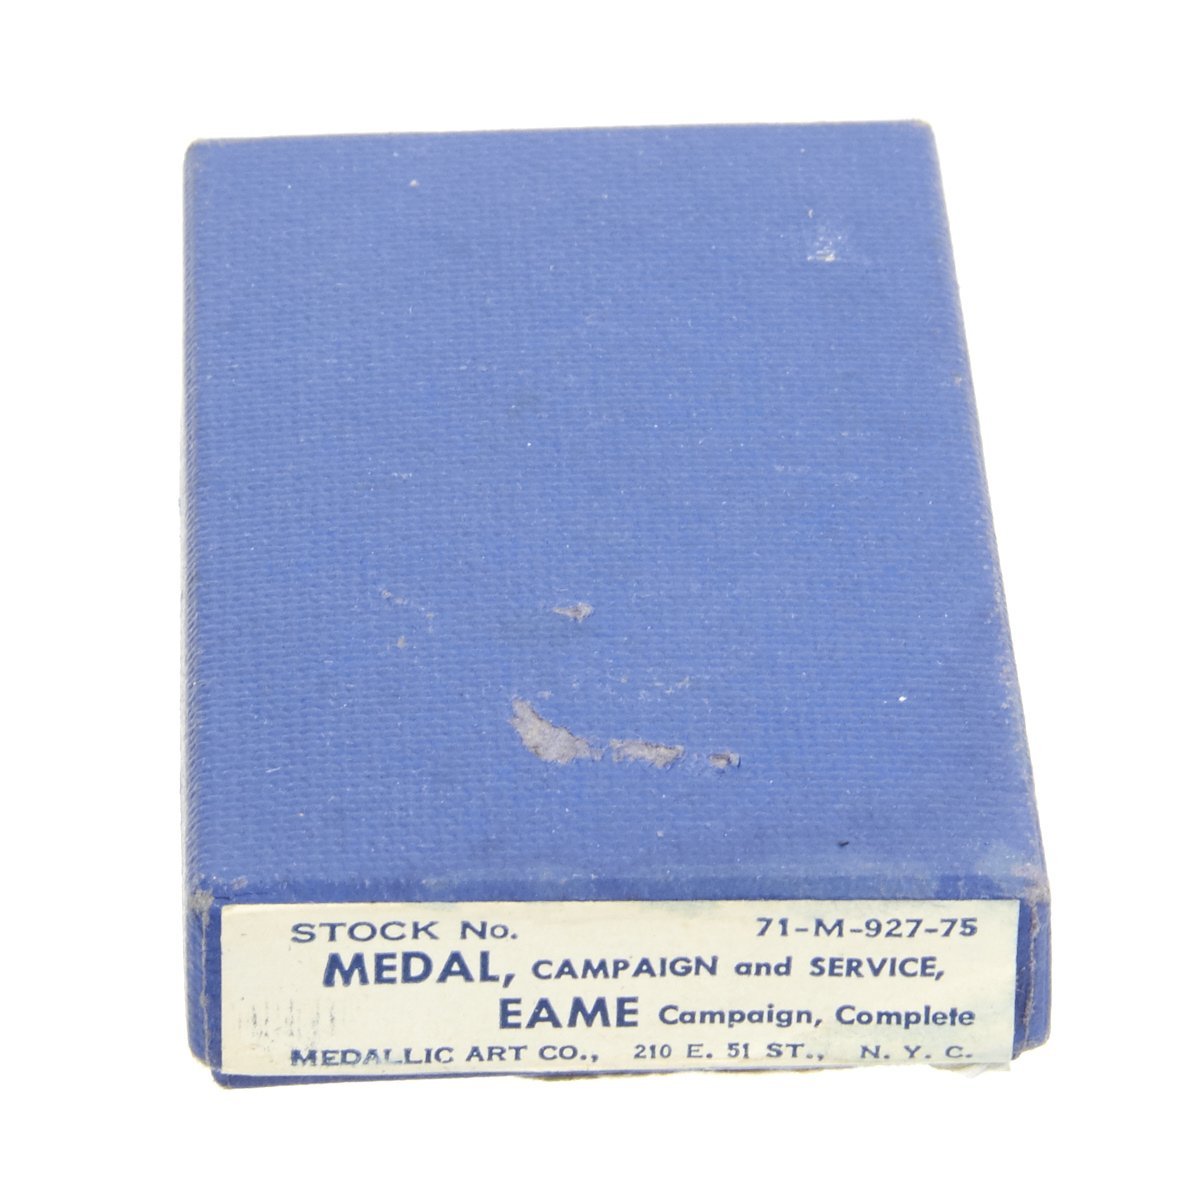 STOCK No. 71-M-927-75
MEDAL, CAMPAIGN and SERVICE,
EAME Campaign, Complete
MEDALLIC ART CO., 210 E. 51 ST., N. Y. C.